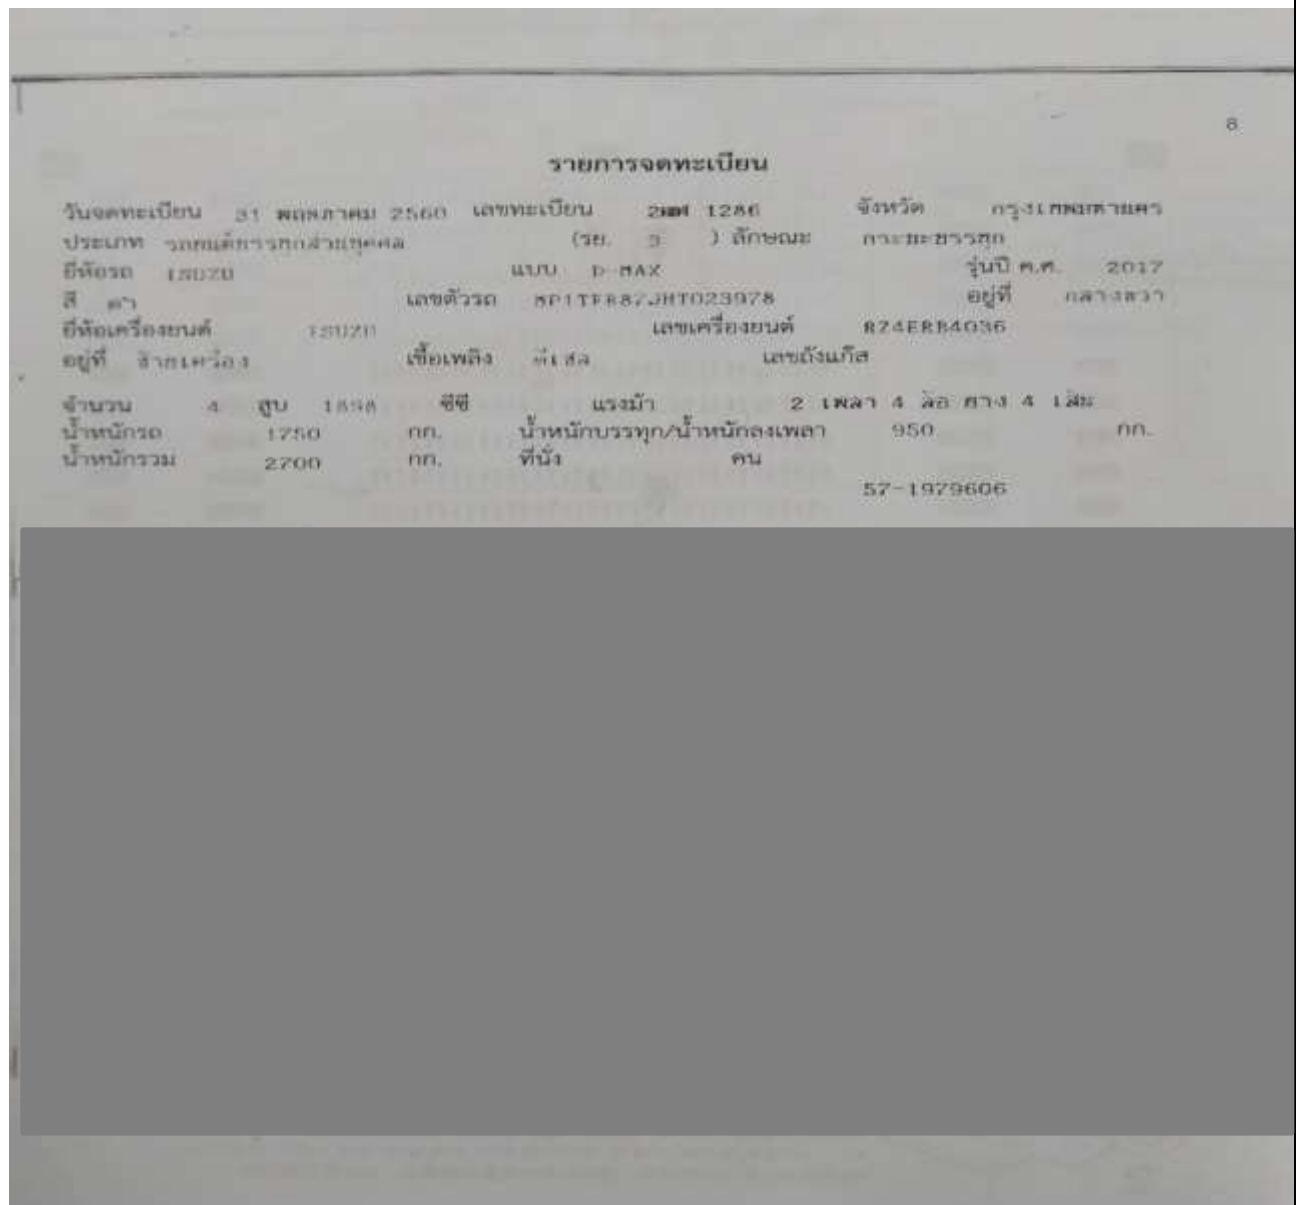 8
รายการจดทะเบียน
วันจดทะเบียน 31 พฤษภาคม 2560 เลขทะเบียน 1286 จังหวัด กรุงเทพมหานคร
ประเภท รถยนต์บรรทุกส่วนบุคคล (รย. 3 ) ลักษณะ กระบะบรรทุก
ยี่ห้อรถ ISUZU แบบ D-MAX รุ่นปี ค.ศ. 2017
สี ดำ เลขตัวรถ MP1TFR87JHT023978 อยู่ที่ กลางขวา
ยี่ห้อเครื่องยนต์ ISUZU เลขเครื่องยนต์ RZ4ERB4036
อยู่ที่ ซ้ายเครื่อง เชื้อเพลิง ดีเซล เลขถังแก๊ส
จำนวน 4 สูบ 1898 ซีซี แรงม้า 2 เพลา 4 ล้อ ยาง 4 เส้น
น้ำหนักรถ 1750 กก. น้ำหนักบรรทุก/น้ำหนักลงเพลา 950 กก.
น้ำหนักรวม 2700 กก. ที่นั่ง คน
57-1979606